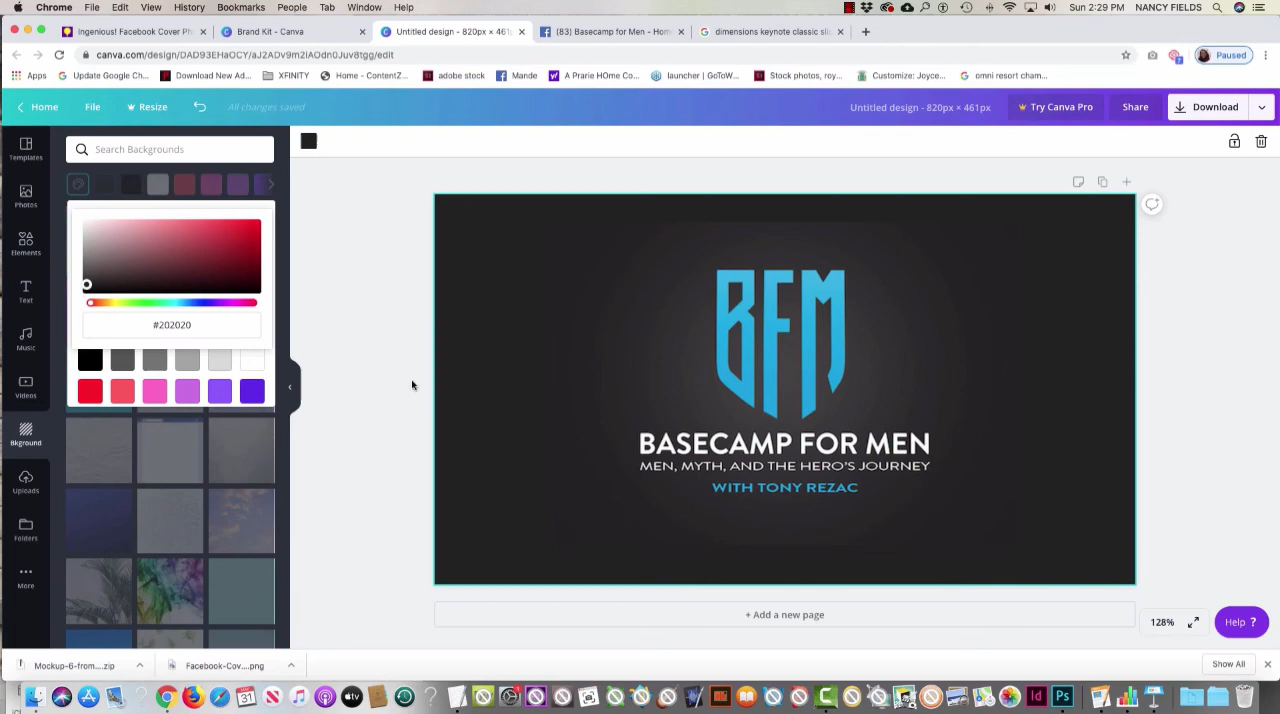 Chrome File Edit View History Bookmarks People Tab Window Help Sun 2:29 PM NANCY FIELDS
Ingenious! Facebook Cover Ph Brand Kit - Canva Untitled design - 820px × 461p (83) Basecamp for Men - Hom dimensions keynote classic slid
canva.com/design/DAD93EHaOCY/aJ2ADv9m2IAOdn0Juv8tgg/edit Paused
Apps Update Google Ch... Download New Ad... XFINITY Home - ContentZ... adobe stock Mande A Prarie HOme Co... launcher | GoToW... Stock photos, roy... Customize: Joyce... omni resort cham...
Home File Resize All changes saved Untitled design - 820px × 461px Try Canva Pro Share Download
Templates
Search Backgrounds
Photos
Elements
Text
#202020
Music
Videos
Bkground
Uploads
Folders
More
BFM
BASECAMP FOR MEN
MEN, MYTH, AND THE HERO'S JOURNEY
WITH TONY REZAC
+ Add a new page
128% Help ?
Mockup-6-from....zip Facebook-Cov....png Show All
Id Ps